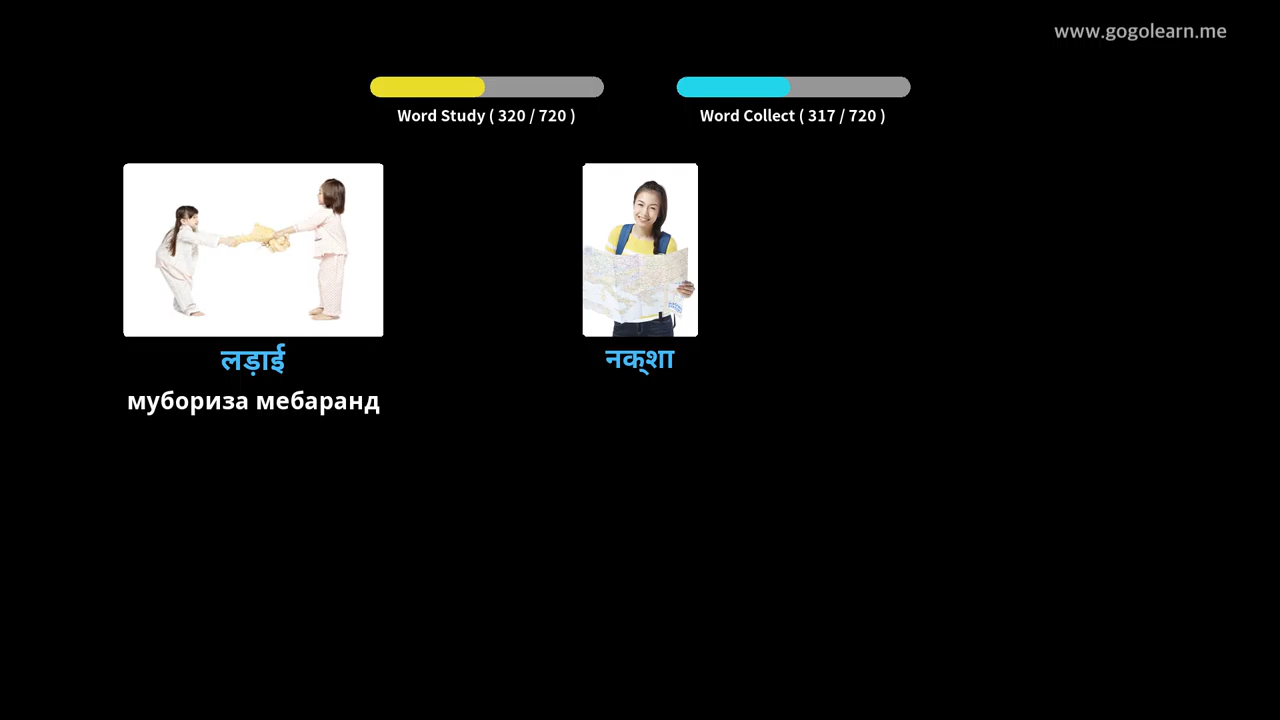 www.gogolearn.me
Word Study ( 320 / 720 )
Word Collect ( 317 / 720 )
लड़ाई
мубориза мебаранд
नक्शा